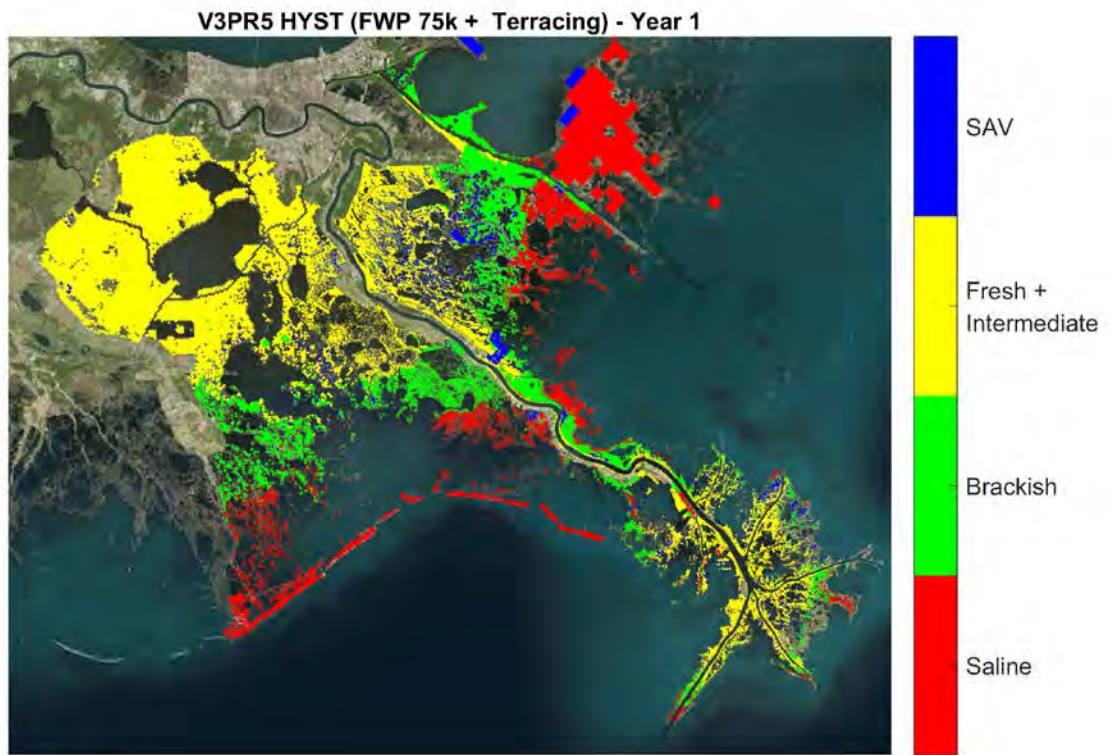 V3PR5 HYST (FWP 75k + Terracing) - Year 1
SAV
Fresh +
Intermediate
Brackish
Saline